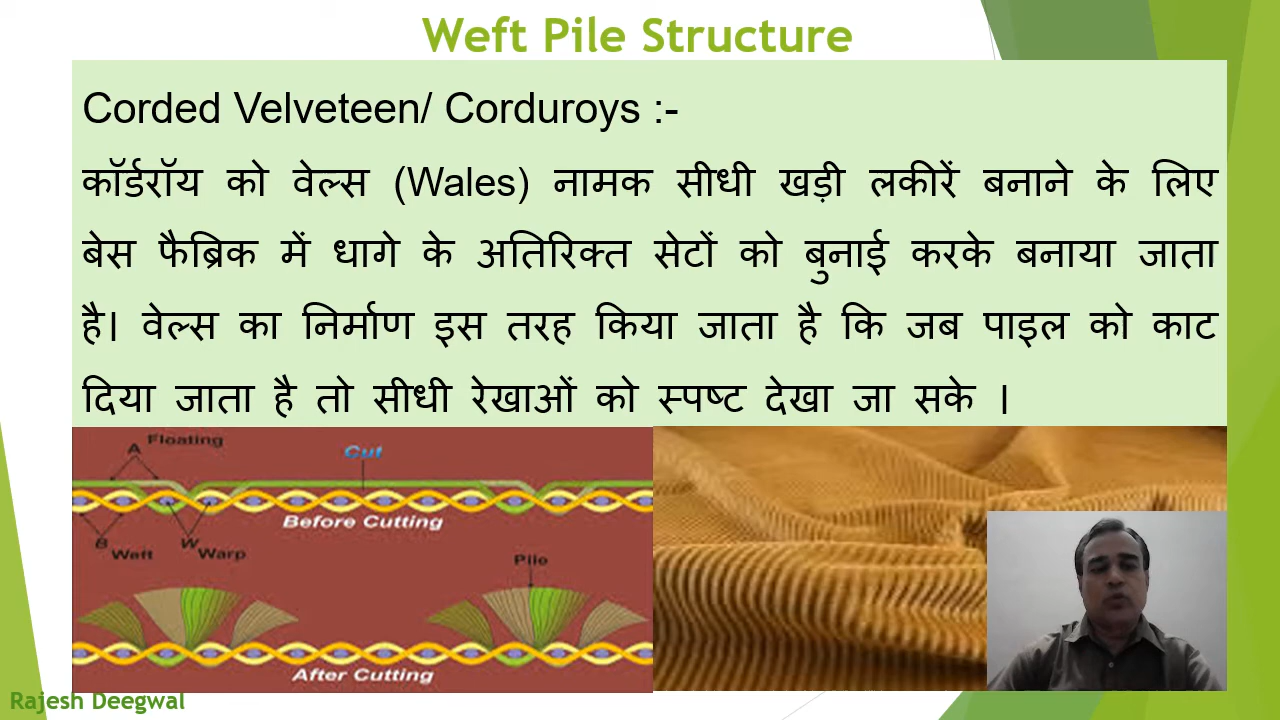 Weft Pile Structure
Corded Velveteen/ Corduroys :-
कॉर्डरॉय को वेल्स (Wales) नामक सीधी खड़ी लकीरें बनाने के लिए
बेस फैब्रिक में धागे के अतिरिक्त सेटों को बुनाई करके बनाया जाता
है। वेल्स का निर्माण इस तरह किया जाता है कि जब पाइल को काट
दिया जाता है तो सीधी रेखाओं को स्पष्ट देखा जा सके ।
A Floating
Cut
Before Cutting
B Weft W Warp
Pile
After Cutting
Rajesh Deegwal